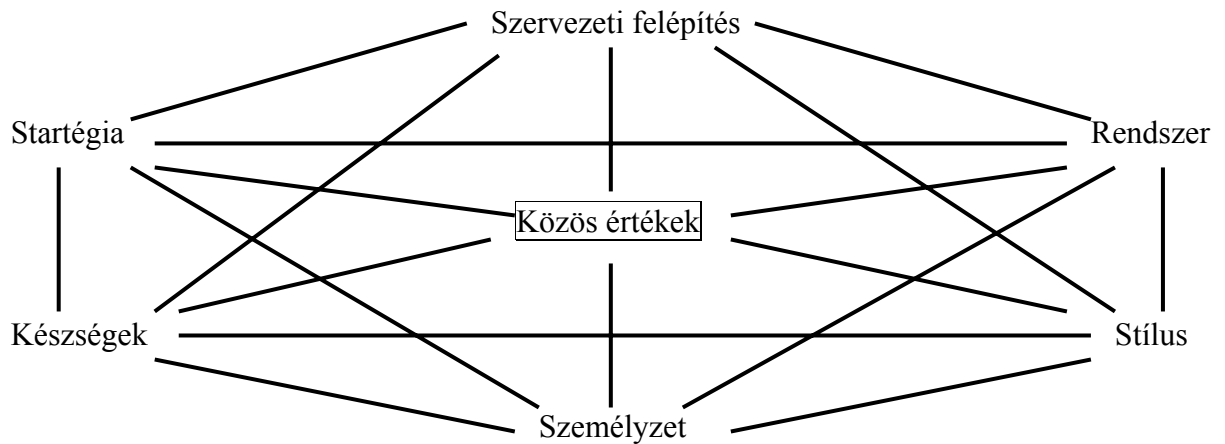 Szervezeti felépítés
Startégia
Rendszer
Közös értékek
Készségek
Stílus
Személyzet